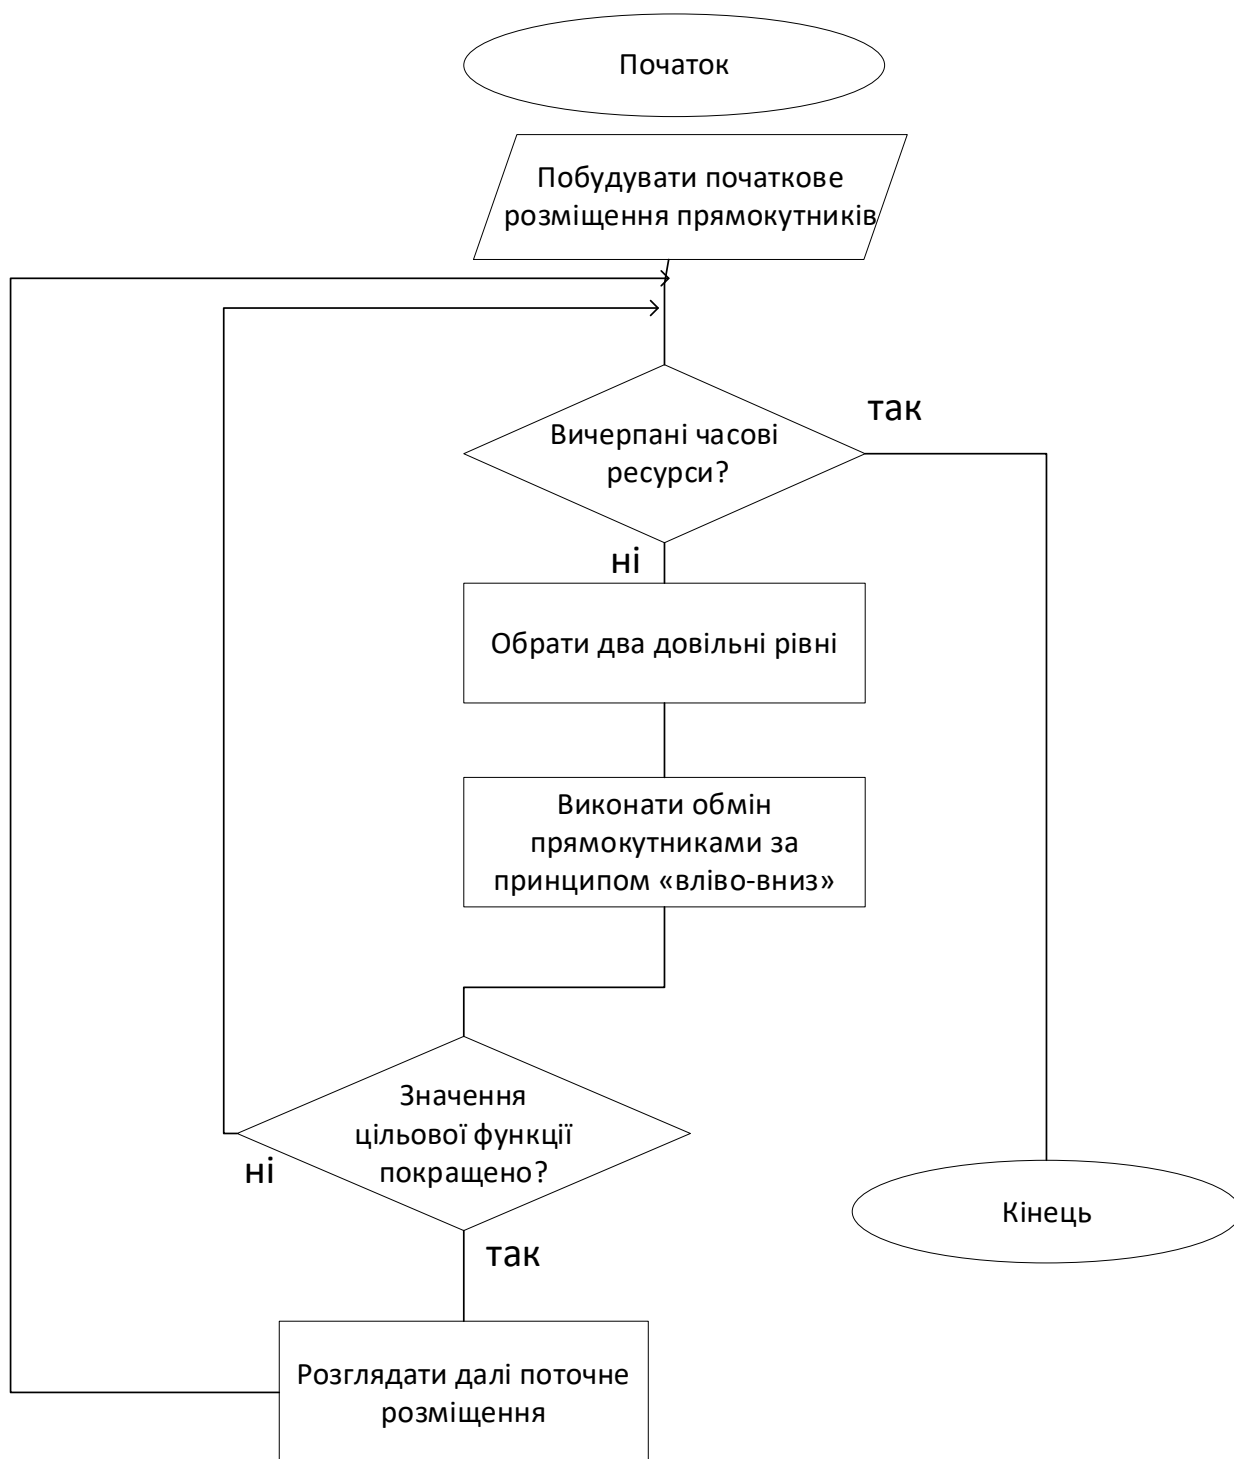 Початок
Побудувати початкове
розміщення прямокутників
так
Вичерпані часові
ресурси?
ні
Обрати два довільні рівні
Виконати обмін
прямокутниками за
принципом «вліво-вниз»
Значення
цільової функції
покращено?
ні
Кінець
так
Розглядати далі поточне
розміщення